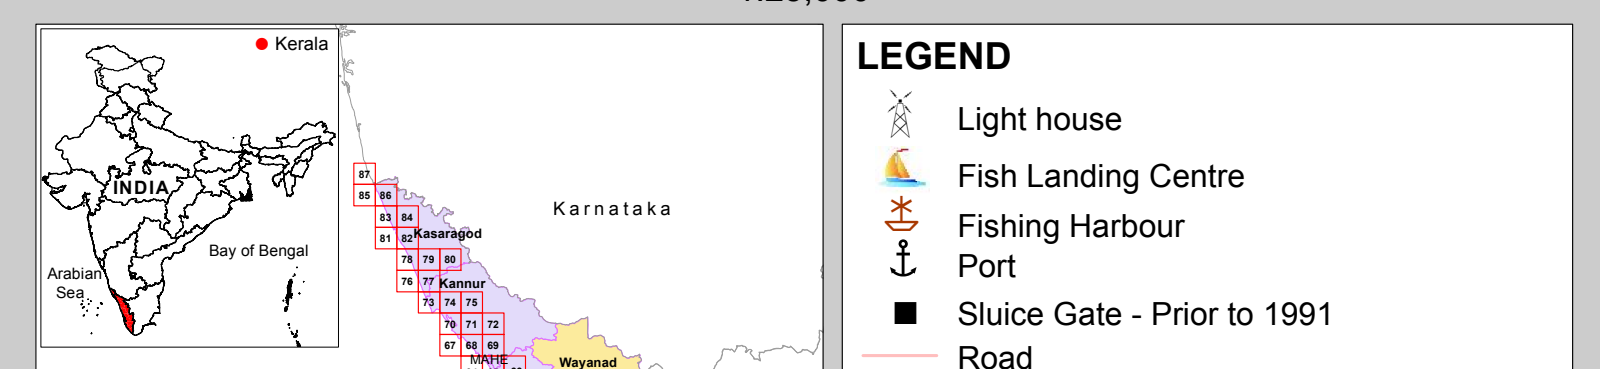 Kerala
INDIA
Bay of Bengal
Arabian
Sea
87
85 86
83 84
81 82
Kasaragod
78 79 80
76 77
Kannur
73 74 75
70 71 72
67 68 69
MAHE
Wayanad
Karnataka
LEGEND
Light house
Fish Landing Centre
Fishing Harbour
Port
Sluice Gate - Prior to 1991
Road